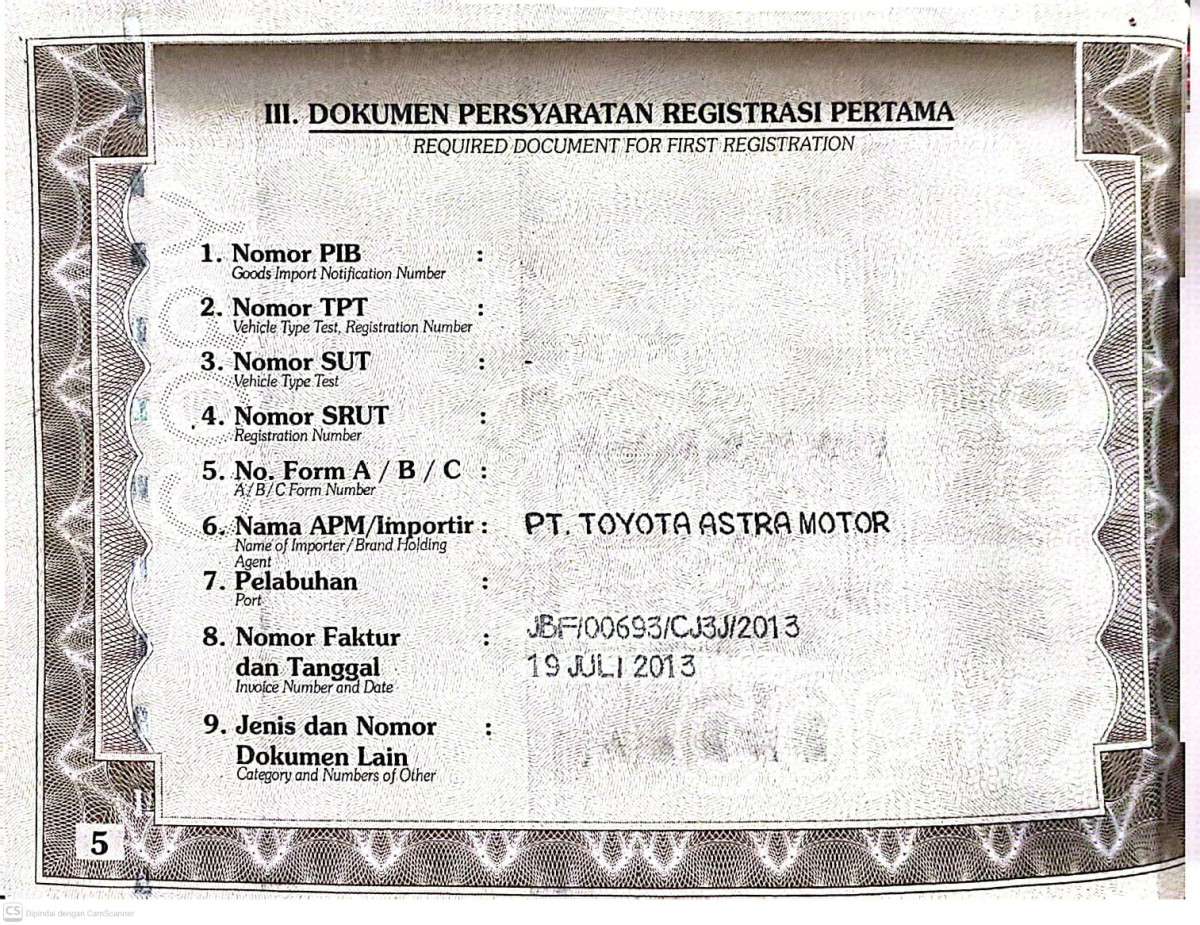 III. DOKUMEN PERSYARATAN REGISTRASI PERTAMA
REQUIRED DOCUMENT FOR FIRST REGISTRATION
1. Nomor PIB :
Goods Import Notification Number
2. Nomor TPT :
Vehicle Type Test, Registration Number
3. Nomor SUT : -
Vehicle Type Test
4. Nomor SRUT :
Registration Number
5. No. Form A / B / C :
A / B / C Form Number
6. Nama APM/Importir : PT. TOYOTA ASTRA MOTOR
Name of Importer / Brand Holding
Agent
7. Pelabuhan :
Port
8. Nomor Faktur : JBF/00693/CJ3J/2013
dan Tanggal 19 JULI 2013
Invoice Number and Date
9. Jenis dan Nomor :
Dokumen Lain
Category and Numbers of Other
5
CS Dipindai dengan CamScanner